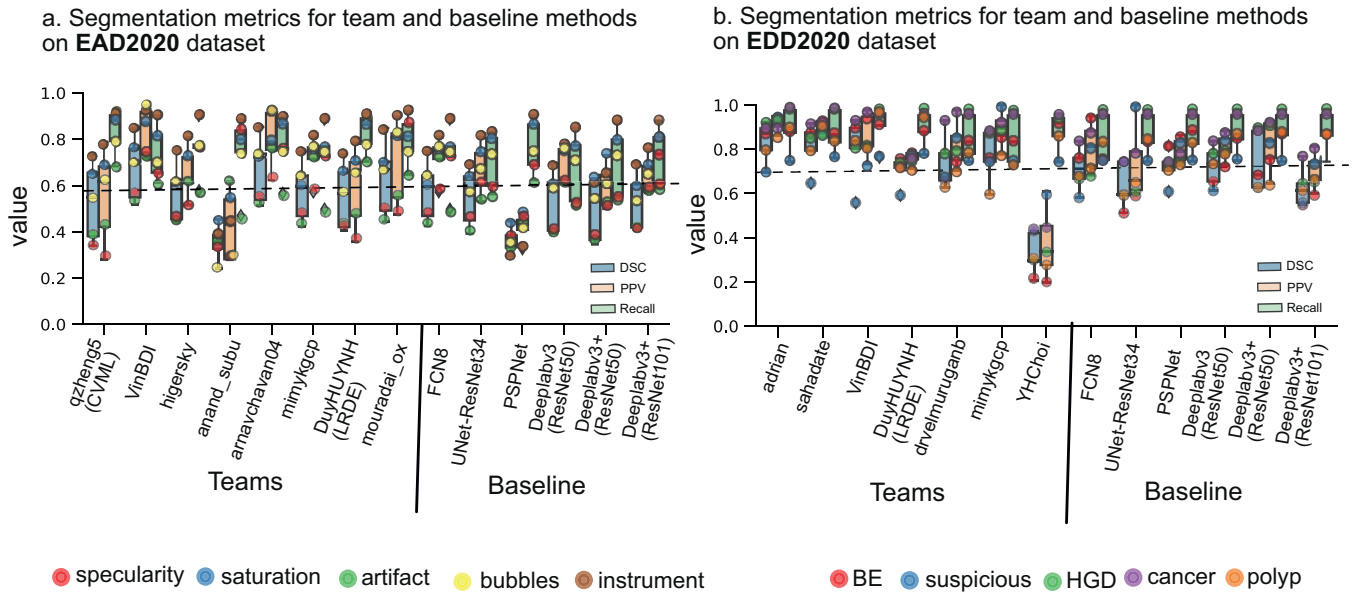 a. Segmentation metrics for team and baseline methods
on EAD2020 dataset
value
1.0
0.8
0.6
0.4
0.2
0.0
DSC
PPV
Recall
qzheng5
(CVML)
VinBDI
higersky
anand_subu
arnavchavan04
mimykgcp
DuyHUYNH
(LRDE)
mouradai_ox
FCN8
UNet-ResNet34
PSPNet
Deeplabv3
(ResNet50)
Deeplabv3+
(ResNet50)
Deeplabv3+
(ResNet101)
Teams
Baseline
specularity
saturation
artifact
bubbles
instrument
b. Segmentation metrics for team and baseline methods
on EDD2020 dataset
value
1.0
0.8
0.6
0.4
0.2
0.0
DSC
PPV
Recall
adrian
sahadate
VinBDI
DuyHUYNH
(LRDE)
drvelmuruganb
mimykgcp
YHChoi
FCN8
UNet-ResNet34
PSPNet
Deeplabv3
(ResNet50)
Deeplabv3+
(ResNet50)
Deeplabv3+
(ResNet101)
Teams
Baseline
BE
suspicious
HGD
cancer
polyp